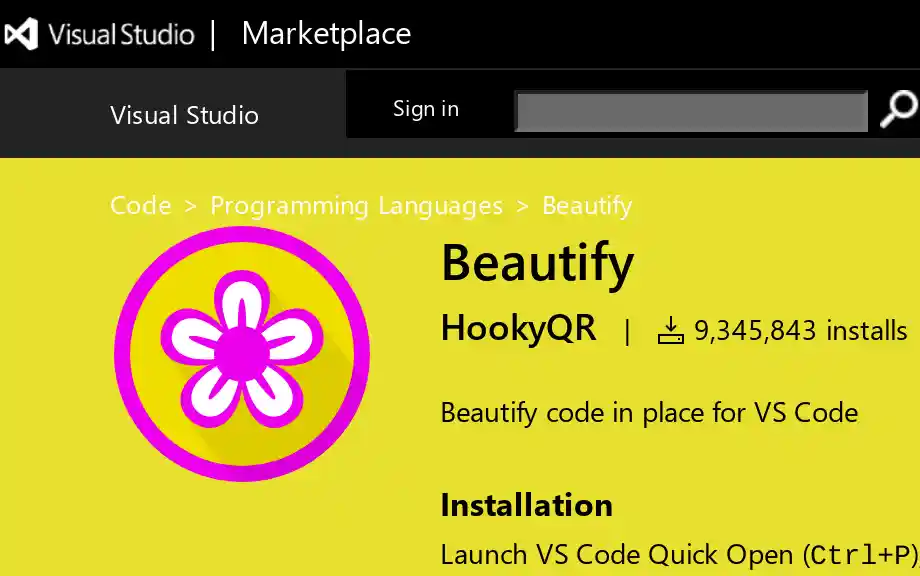 Visual Studio | Marketplace
Visual Studio
Sign in
Code > Programming Languages > Beautify
Beautify
HookyQR | 9,345,843 installs
Beautify code in place for VS Code
Installation
Launch VS Code Quick Open (Ctrl+P)